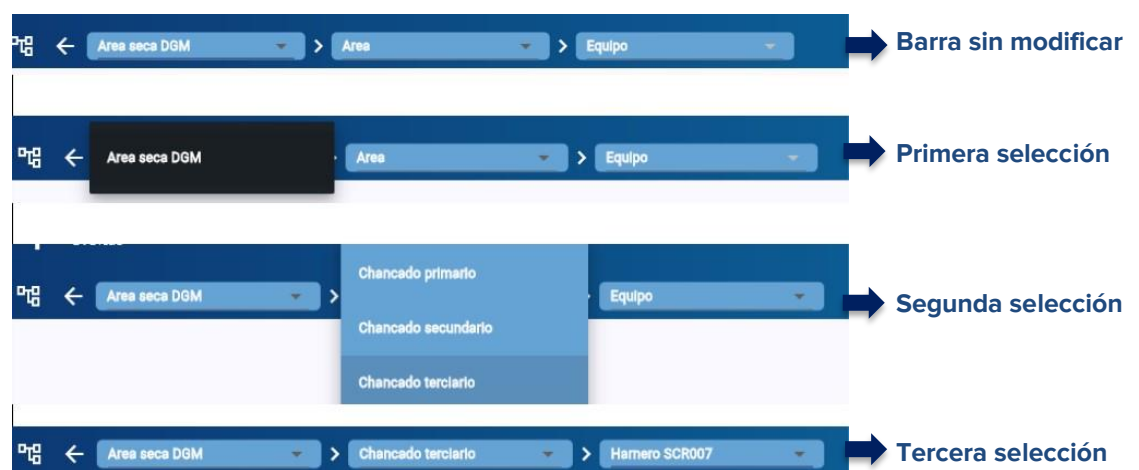 Area seca DGM
Area
Equipo
Barra sin modificar
Area seca DGM
Area
Equipo
Primera selección
Chancado primario
Area seca DGM
Equipo
Segunda selección
Chancado secundario
Chancado terciario
Area seca DGM
Chancado terciario
Harnero SCR007
Tercera selección